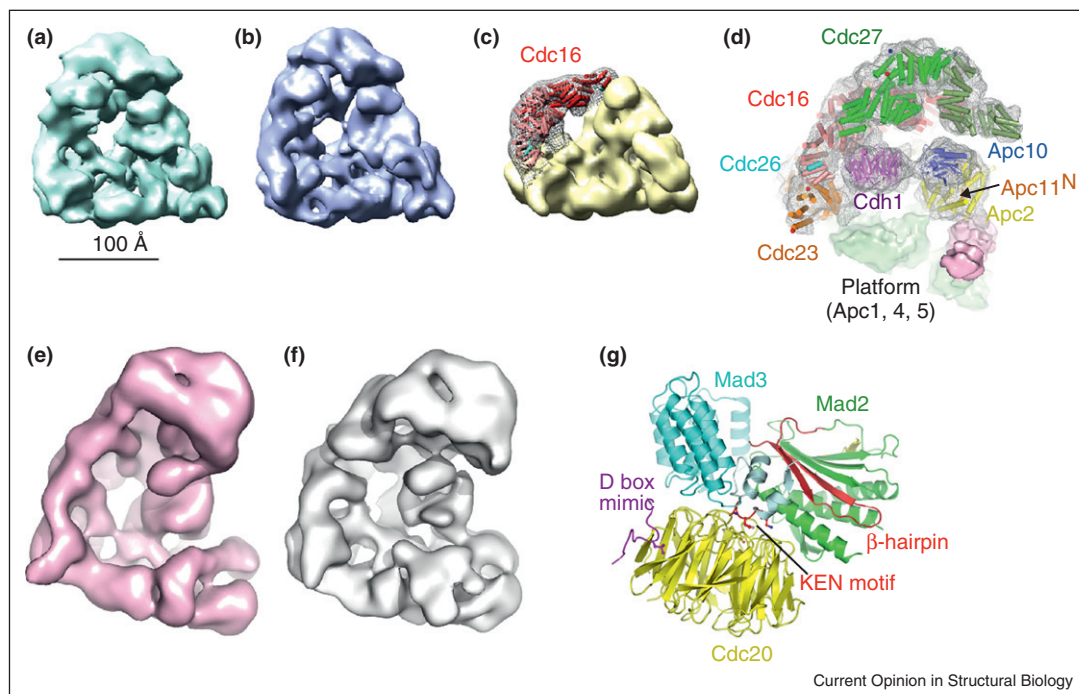 (a)
(b)
(c)
(d)
Cdc16
Cdc27
Cdc16
Cdc26
Cdh1
Cdc23
Apc10
Apc11N
Apc2
Platform
(Apc1, 4, 5)
100 Å
(e)
(f)
(g)
Mad3
Mad2
D box
mimic
β-hairpin
KEN motif
Cdc20
Current Opinion in Structural Biology